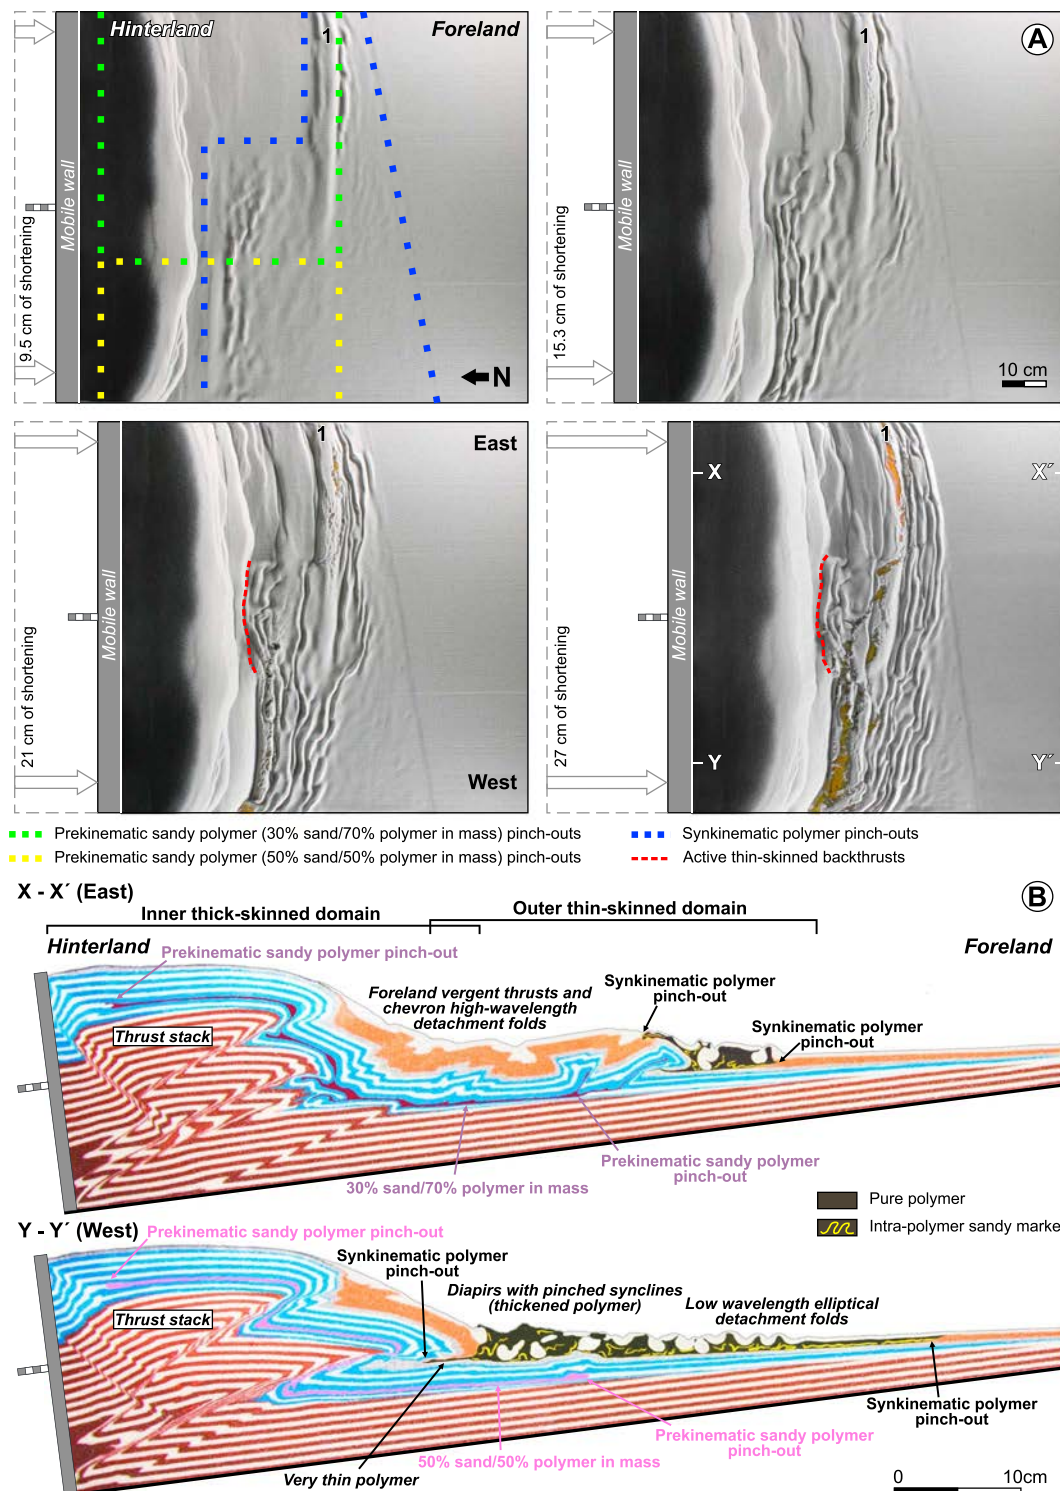 Hinterland
1
Foreland
1
A
Mobile wall
9.5 cm of shortening
N
Mobile wall
15.3 cm of shortening
10 cm
1
East
1
X
X´
Mobile wall
21 cm of shortening
West
Mobile wall
27 cm of shortening
Y
Y´
Prekinematic sandy polymer (30% sand/70% polymer in mass) pinch-outs
Synkinematic polymer pinch-outs
Prekinematic sandy polymer (50% sand/50% polymer in mass) pinch-outs
Active thin-skinned backthrusts
X - X´ (East)
B
Inner thick-skinned domain
Outer thin-skinned domain
Hinterland
Foreland
Prekinematic sandy polymer pinch-out
Foreland vergent thrusts and
chevron high-wavelength
detachment folds
Synkinematic polymer
pinch-out
Synkinematic polymer
pinch-out
Thrust stack
Prekinematic sandy polymer
pinch-out
30% sand/70% polymer in mass
Pure polymer
Intra-polymer sandy marke
Y - Y´ (West)
Prekinematic sandy polymer pinch-out
Synkinematic polymer
pinch-out
Diapirs with pinched synclines
(thickened polymer)
Low wavelength elliptical
detachment folds
Thrust stack
Synkinematic polymer
pinch-out
Prekinematic sandy polymer
pinch-out
50% sand/50% polymer in mass
Very thin polymer
0
10cm